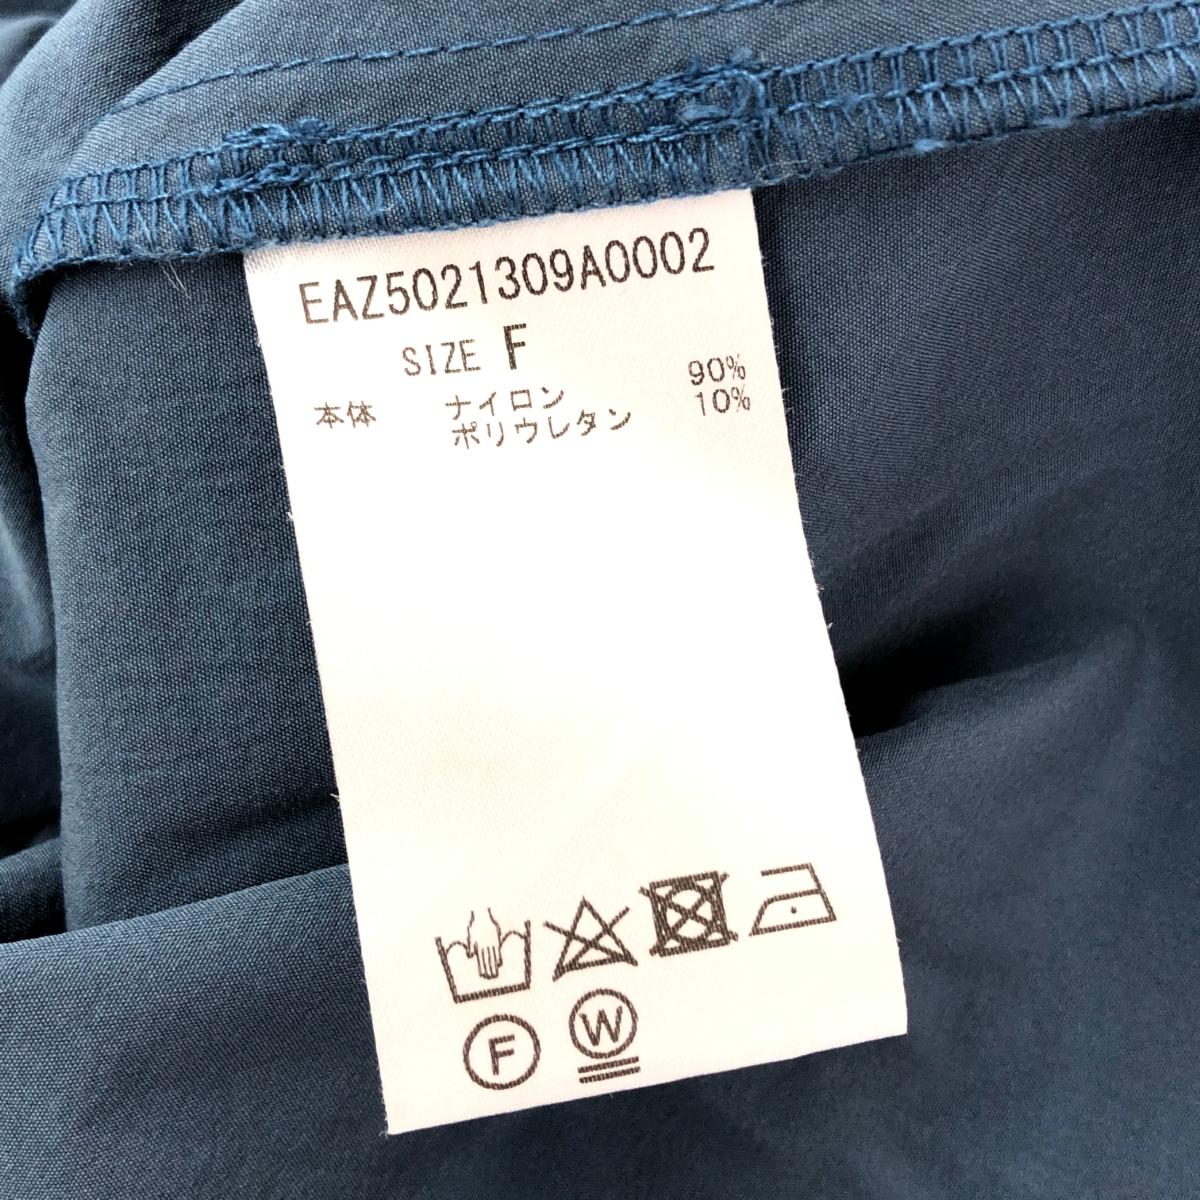 EAZ5021309A0002
SIZE F
本体 ナイロン 90%
ポリウレタン 10%
F W